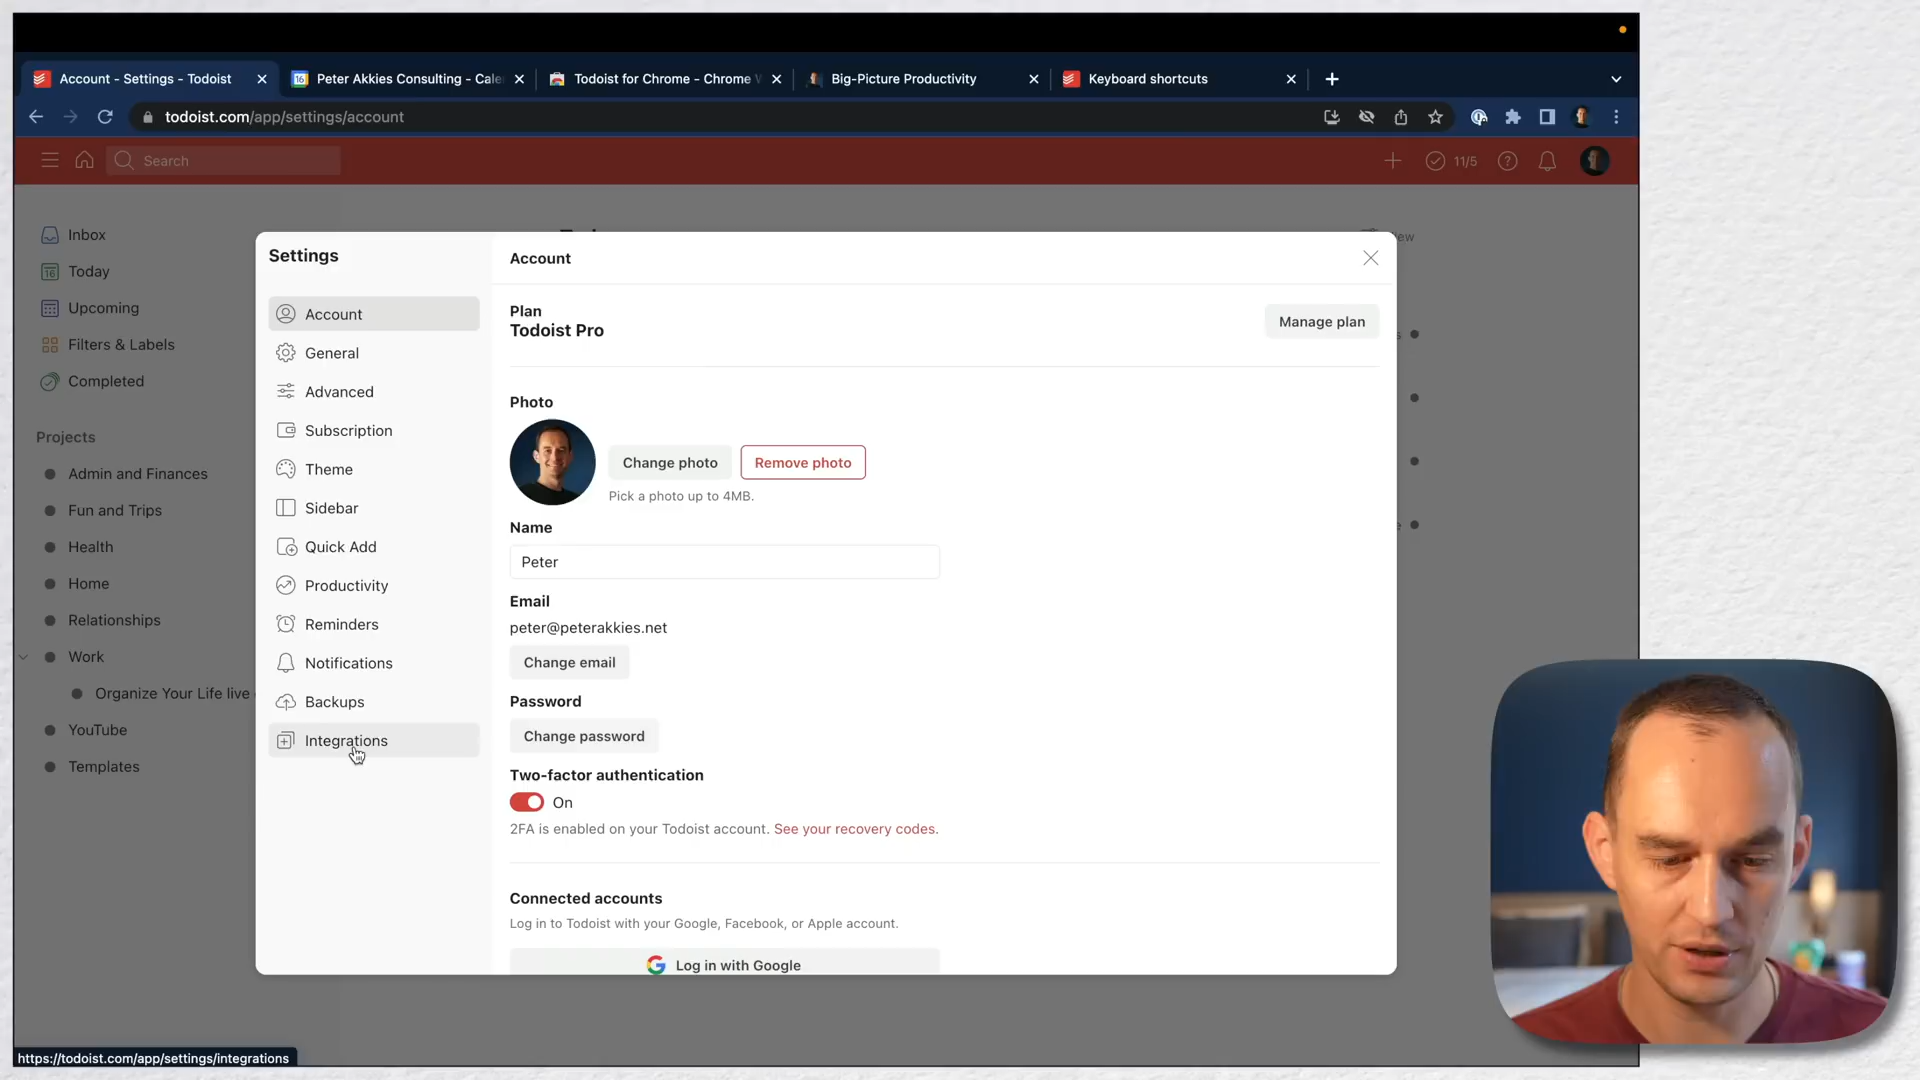 Account - Settings - Todoist
Peter Akkies Consulting - Cale
Todoist for Chrome - Chrome W
Big-Picture Productivity
Keyboard shortcuts
todoist.com/app/settings/account
Search
11/5
Inbox
16
Today
Upcoming
Filters & Labels
Completed
Projects
Admin and Finances
Fun and Trips
Health
Home
Relationships
Work
Organize Your Life live
YouTube
Templates
Settings
Account
General
Advanced
Subscription
Theme
Sidebar
Quick Add
Productivity
Reminders
Notifications
Backups
Integrations
Account
Plan
Todoist Pro
Manage plan
Photo
Change photo
Remove photo
Pick a photo up to 4MB.
Name
Peter
Email
peter@peterakkies.net
Change email
Password
Change password
Two-factor authentication
On
2FA is enabled on your Todoist account. See your recovery codes.
Connected accounts
Log in to Todoist with your Google, Facebook, or Apple account.
Log in with Google
https://todoist.com/app/settings/integrations